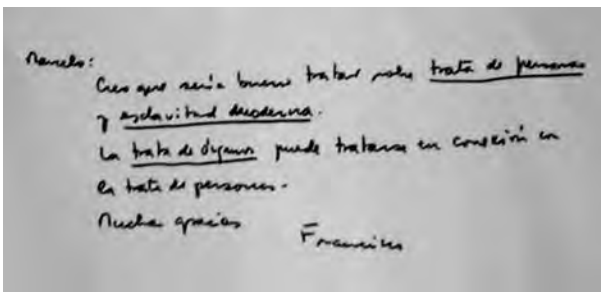 Marcelo:
Creo que sería bueno tratar sobre trata de personas
y esclavitud moderna.
La trata de órganos puede tratarse en conexión con
la trata de personas.
Muchas gracias
Francisco